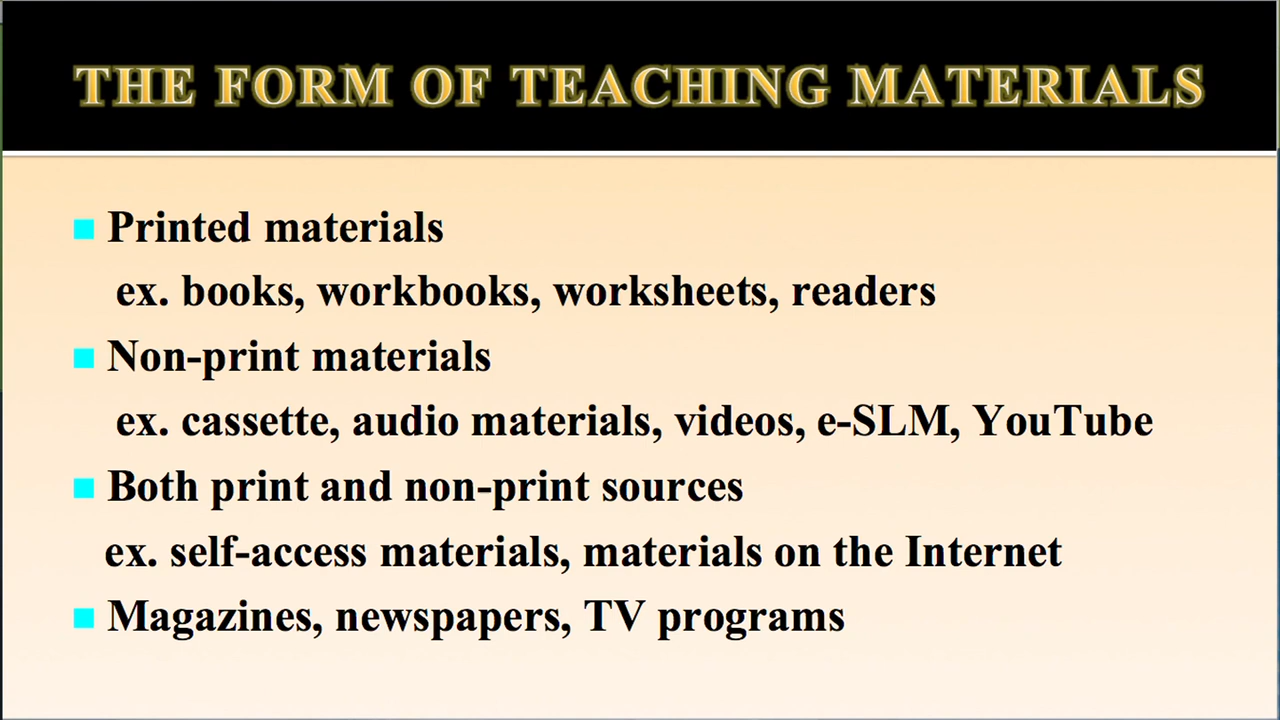 THE FORM OF TEACHING MATERIALS
Printed materials
ex. books, workbooks, worksheets, readers
Non-print materials
ex. cassette, audio materials, videos, e-SLM, YouTube
Both print and non-print sources
ex. self-access materials, materials on the Internet
Magazines, newspapers, TV programs